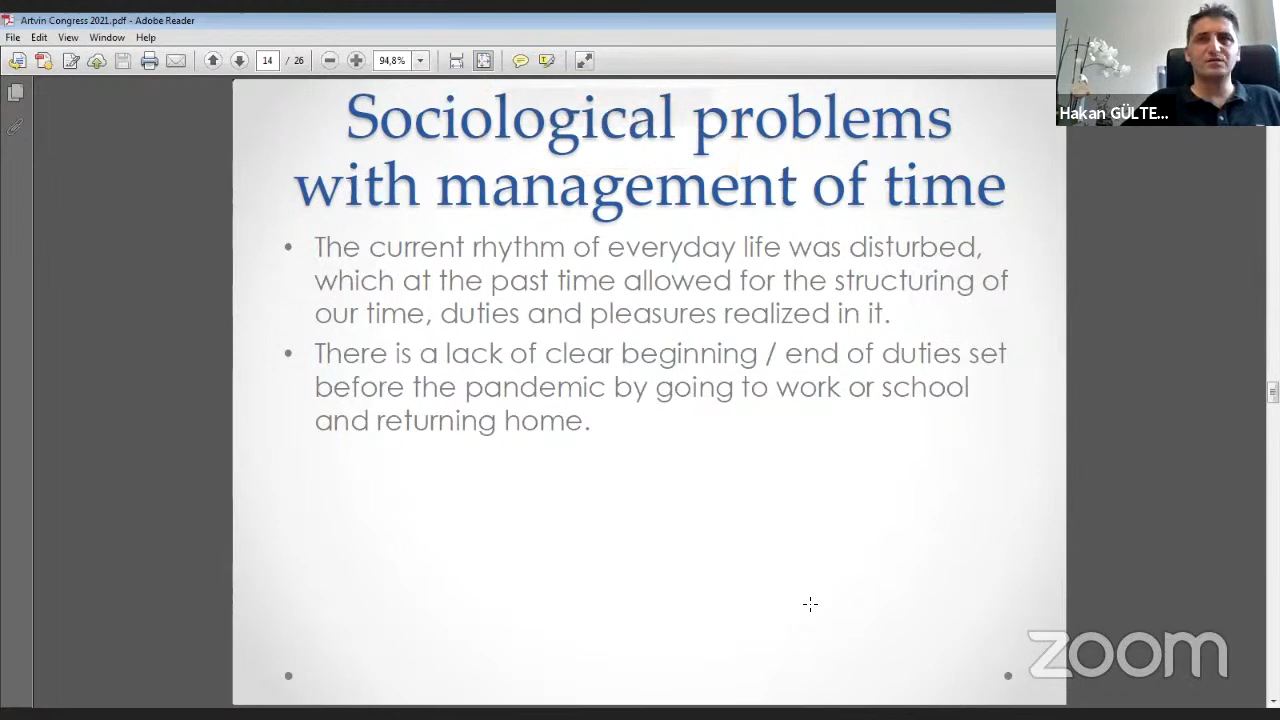 Artvin Congress 2021.pdf - Adobe Reader
File Edit View Window Help
14 / 26 94,8%
Hakan GÜLTE...
Sociological problems
with management of time
• The current rhythm of everyday life was disturbed,
which at the past time allowed for the structuring of
our time, duties and pleasures realized in it.
• There is a lack of clear beginning / end of duties set
before the pandemic by going to work or school
and returning home.
zoom